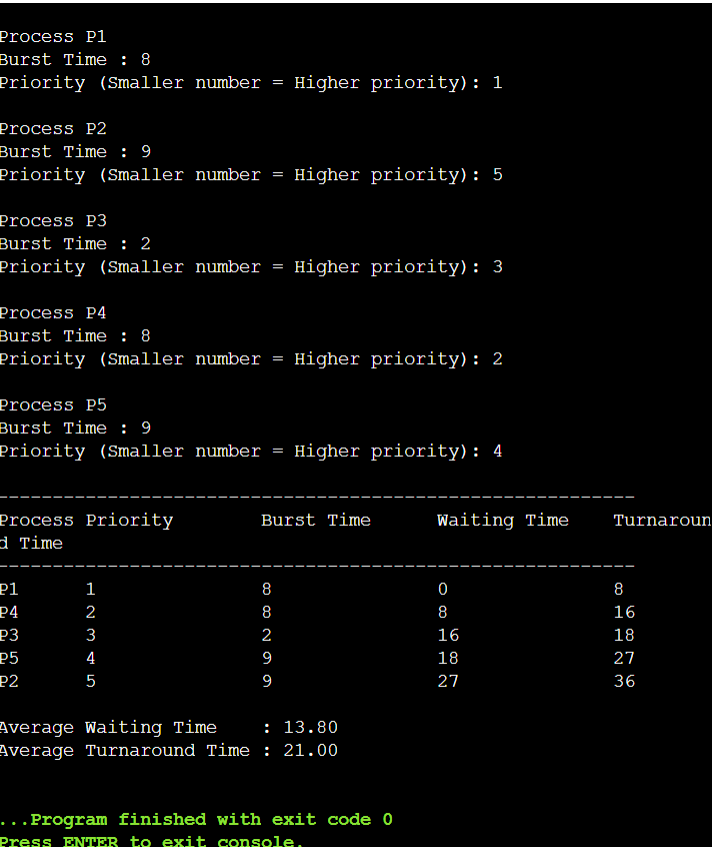 Process P1
Burst Time : 8
Priority (Smaller number = Higher priority): 1
Process P2
Burst Time : 9
Priority (Smaller number = Higher priority): 5
Process P3
Burst Time : 2
Priority (Smaller number = Higher priority): 3
Process P4
Burst Time : 8
Priority (Smaller number = Higher priority): 2
Process P5
Burst Time : 9
Priority (Smaller number = Higher priority): 4
------------------------------------------------------------
Process Priority        Burst Time      Waiting Time    Turnaroun
d Time
------------------------------------------------------------
P1      1               8               0               8
P4      2               8               8               16
P3      3               2               16              18
P5      4               9               18              27
P2      5               9               27              36
Average Waiting Time    : 13.80
Average Turnaround Time : 21.00
...Program finished with exit code 0
Press ENTER to exit console.